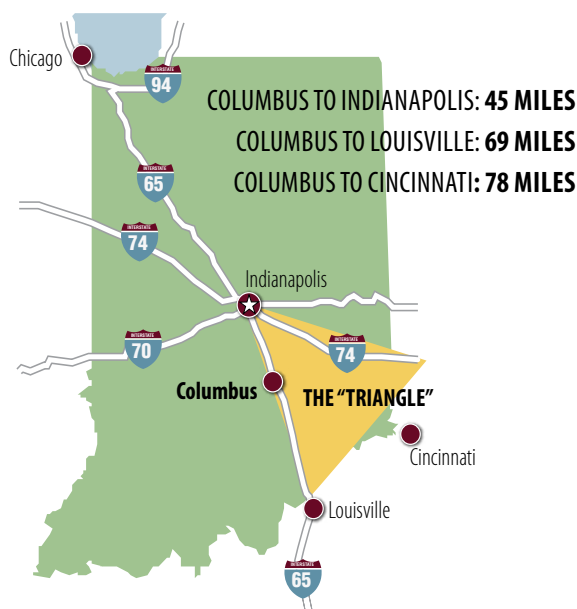 Chicago
INTERSTATE
94
COLUMBUS TO INDIANAPOLIS: 45 MILES
COLUMBUS TO LOUISVILLE: 69 MILES
COLUMBUS TO CINCINNATI: 78 MILES
INTERSTATE
65
INTERSTATE
74
Indianapolis
INTERSTATE
70
INTERSTATE
74
Columbus
THE “TRIANGLE”
Cincinnati
Louisville
INTERSTATE
65